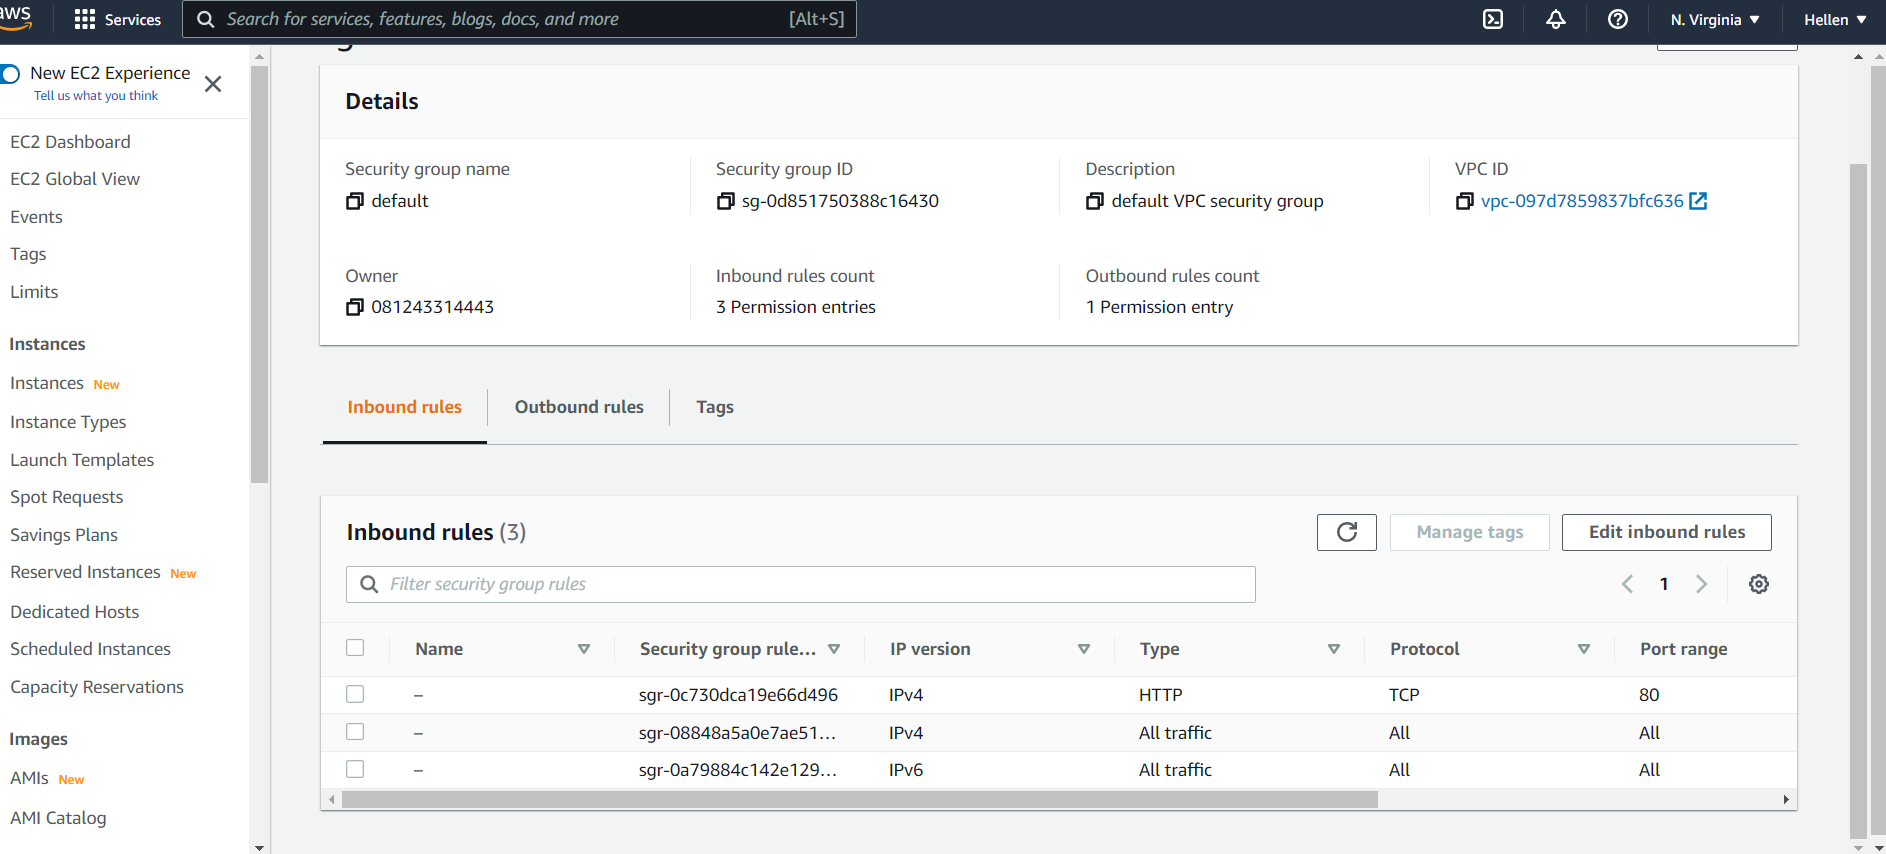 aws
Services
Search for services, features, blogs, docs, and more
[Alt+S]
N. Virginia
Hellen
New EC2 Experience
Tell us what you think
EC2 Dashboard
EC2 Global View
Events
Tags
Limits
Instances
Instances New
Instance Types
Launch Templates
Spot Requests
Savings Plans
Reserved Instances New
Dedicated Hosts
Scheduled Instances
Capacity Reservations
Images
AMIs New
AMI Catalog
Details
Security group name
default
Security group ID
sg-0d851750388c16430
Description
default VPC security group
VPC ID
vpc-097d7859837bfc636
Owner
081243314443
Inbound rules count
3 Permission entries
Outbound rules count
1 Permission entry
Inbound rules
Outbound rules
Tags
Inbound rules (3)
Manage tags
Edit inbound rules
Filter security group rules
1
Name Security group rule... IP version Type Protocol Port range
– sgr-0c730dca19e66d496 IPv4 HTTP TCP 80
– sgr-08848a5a0e7ae51... IPv4 All traffic All All
– sgr-0a79884c142e129... IPv6 All traffic All All